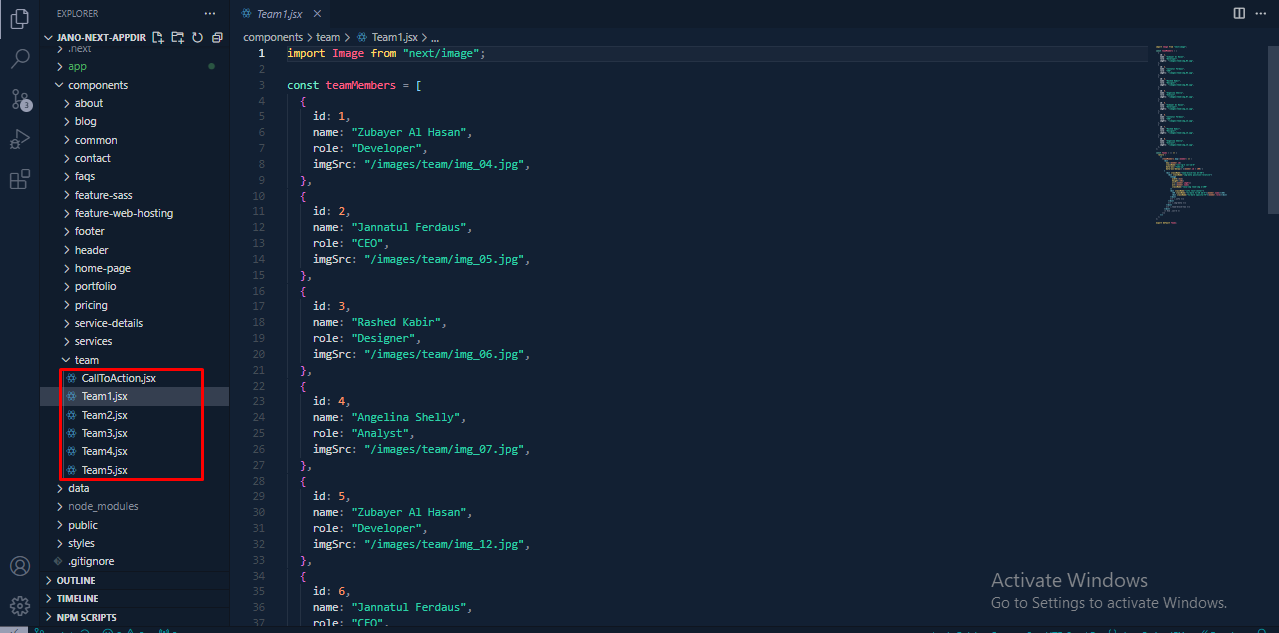 EXPLORER
JANO-NEXT-APPDIR
.next
app
components
about
blog
common
contact
faqs
feature-sass
feature-web-hosting
footer
header
home-page
portfolio
pricing
service-details
services
team
CallToAction.jsx
Team1.jsx
Team2.jsx
Team3.jsx
Team4.jsx
Team5.jsx
data
node_modules
public
styles
.gitignore
OUTLINE
TIMELINE
NPM SCRIPTS
3
Team1.jsx
components > team > Team1.jsx > ...
1 import Image from "next/image";
2
3 const teamMembers = [
4 {
5 id: 1,
6 name: "Zubayer Al Hasan",
7 role: "Developer",
8 imgSrc: "/images/team/img_04.jpg",
9 },
10 {
11 id: 2,
12 name: "Jannatul Ferdaus",
13 role: "CEO",
14 imgSrc: "/images/team/img_05.jpg",
15 },
16 {
17 id: 3,
18 name: "Rashed Kabir",
19 role: "Designer",
20 imgSrc: "/images/team/img_06.jpg",
21 },
22 {
23 id: 4,
24 name: "Angelina Shelly",
25 role: "Analyst",
26 imgSrc: "/images/team/img_07.jpg",
27 },
28 {
29 id: 5,
30 name: "Zubayer Al Hasan",
31 role: "Developer",
32 imgSrc: "/images/team/img_12.jpg",
33 },
34 {
35 id: 6,
36 name: "Jannatul Ferdaus",
37 role: "CEO",
Activate Windows
Go to Settings to activate Windows.